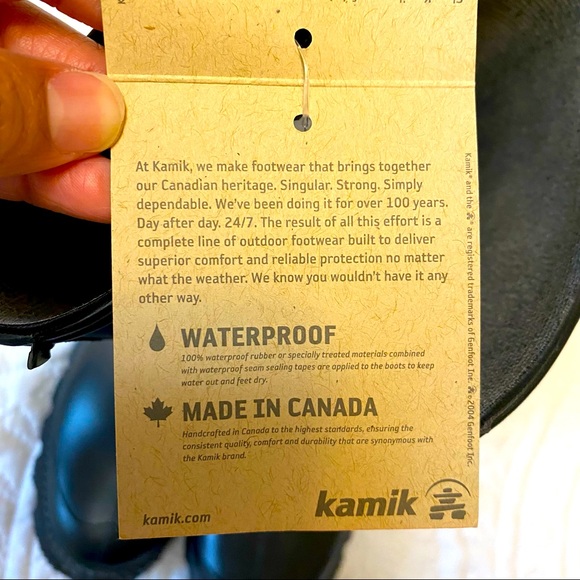 At Kamik, we make footwear that brings together
our Canadian heritage. Singular. Strong. Simply
dependable. We've been doing it for over 100 years.
Day after day. 24/7. The result of all this effort is a
complete line of outdoor footwear built to deliver
superior comfort and reliable protection no matter
what the weather. We know you wouldn't have it any
other way.
WATERPROOF
100% waterproof rubber or specially treated materials combined
with waterproof seam sealing tapes are applied to the boots to keep
water out and feet dry.
MADE IN CANADA
Handcrafted in Canada to the highest standards, ensuring the
consistent quality, comfort and durability that are synonymous with
the Kamik brand.
kamik.com
kamik
Kamik® and the ® are registered trademarks of Genfoot Inc. ©2004 Genfoot Inc.